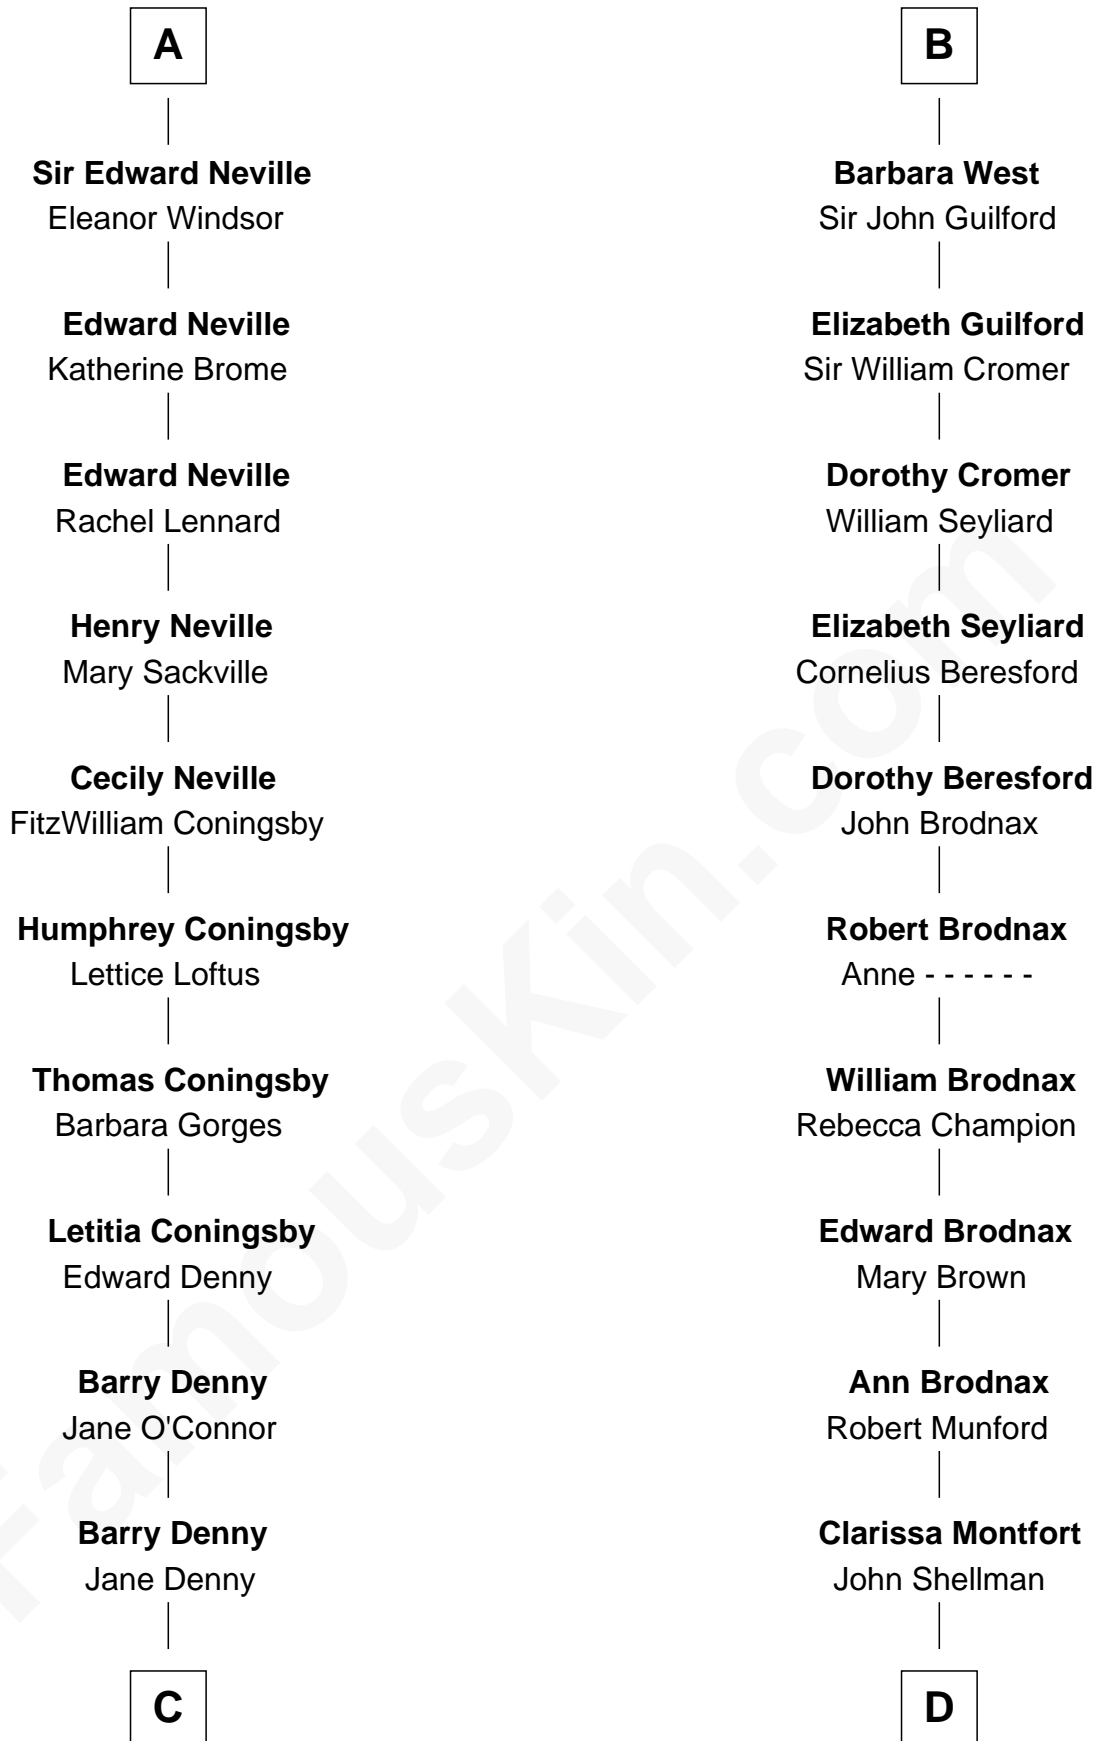 A
Sir Edward Neville
Eleanor Windsor
Edward Neville
Katherine Brome
Edward Neville
Rachel Lennard
Henry Neville
Mary Sackville
Cecily Neville
FitzWilliam Coningsby
Humphrey Coningsby
Lettice Loftus
Thomas Coningsby
Barbara Gorges
Letitia Coningsby
Edward Denny
Barry Denny
Jane O'Connor
Barry Denny
Jane Denny
C
B
Barbara West
Sir John Guilford
Elizabeth Guilford
Sir William Cromer
Dorothy Cromer
William Seyliard
Elizabeth Seyliard
Cornelius Beresford
Dorothy Beresford
John Brodnax
Robert Brodnax
Anne - - - - - -
William Brodnax
Rebecca Champion
Edward Brodnax
Mary Brown
Ann Brodnax
Robert Munford
Clarissa Montfort
John Shellman
D
FamousKin.com